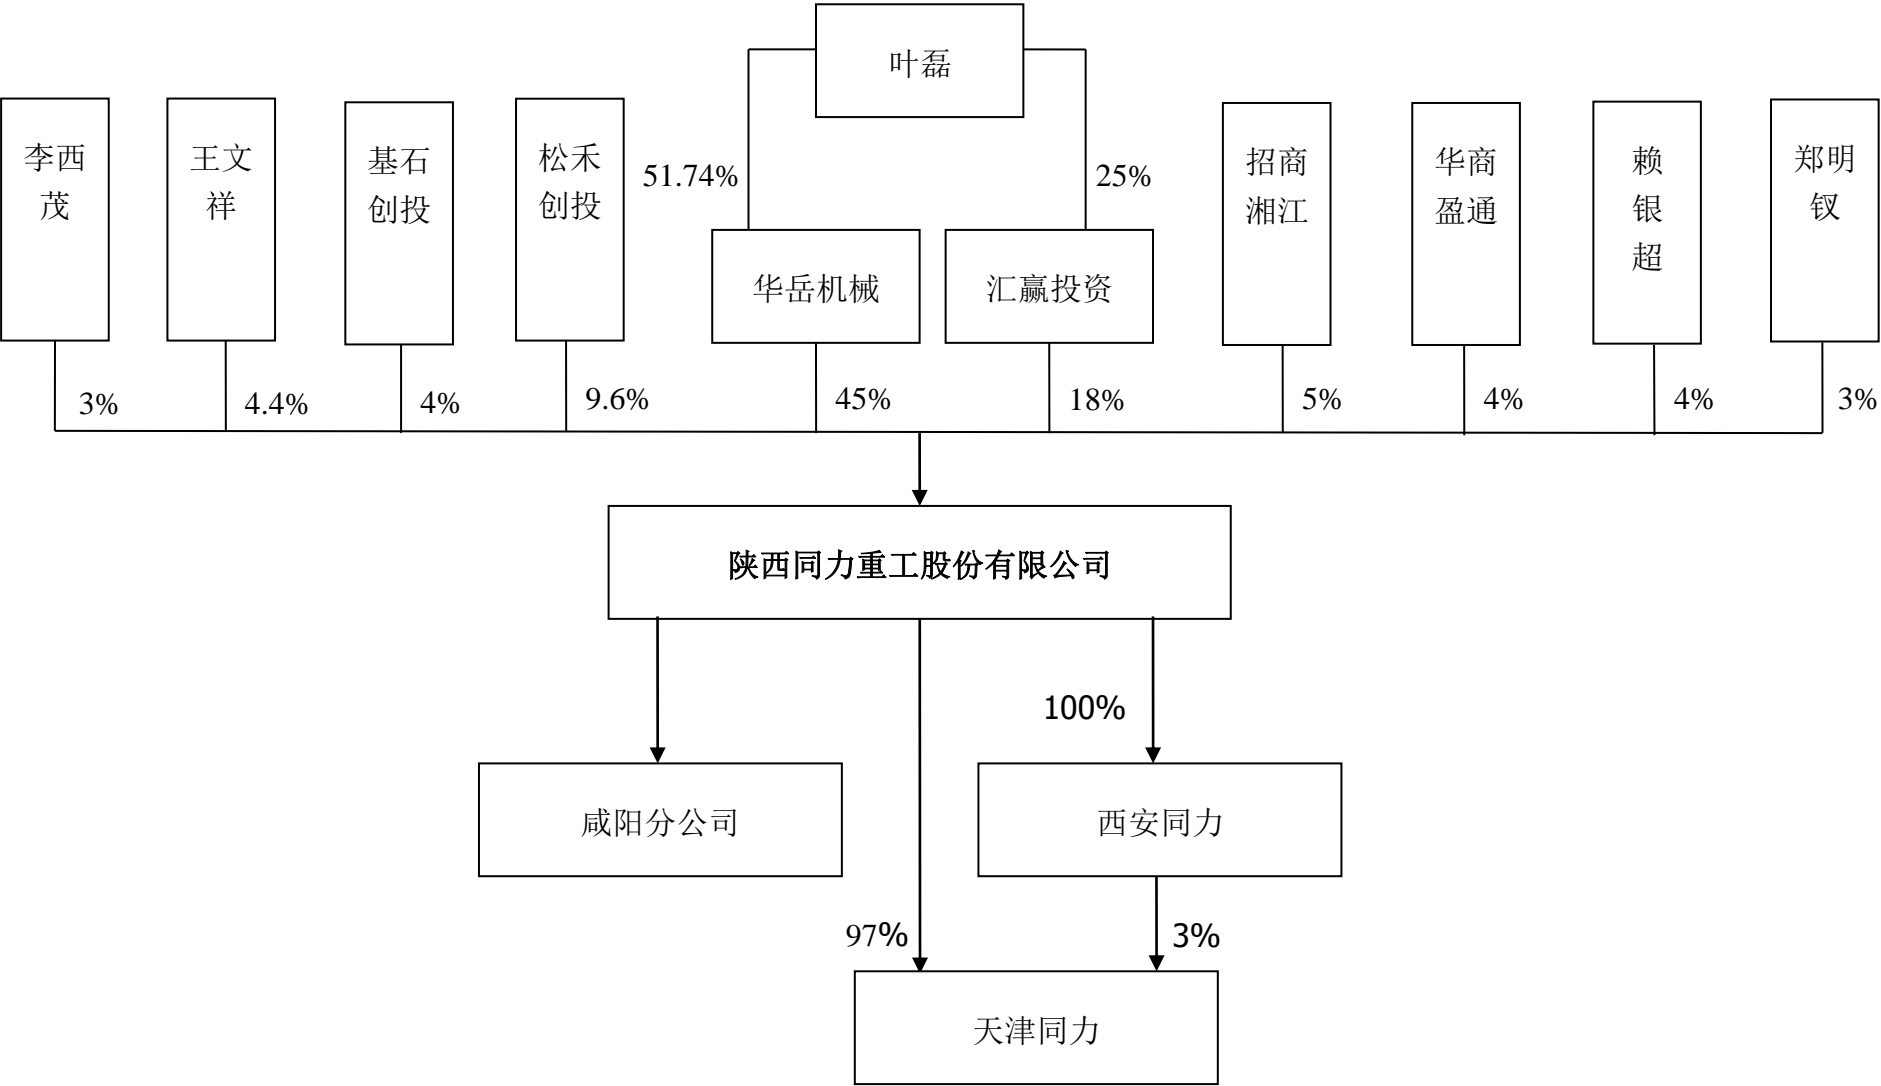 叶磊
李西
茂
王文
祥
基石
创投
松禾
创投
51.74%
25%
招商
湘江
华商
盈通
赖
银
超
郑明
钗
华岳机械
汇赢投资
3%
4.4%
4%
9.6%
45%
18%
5%
4%
4%
3%
陕西同力重工股份有限公司
100%
咸阳分公司
西安同力
97%
3%
天津同力